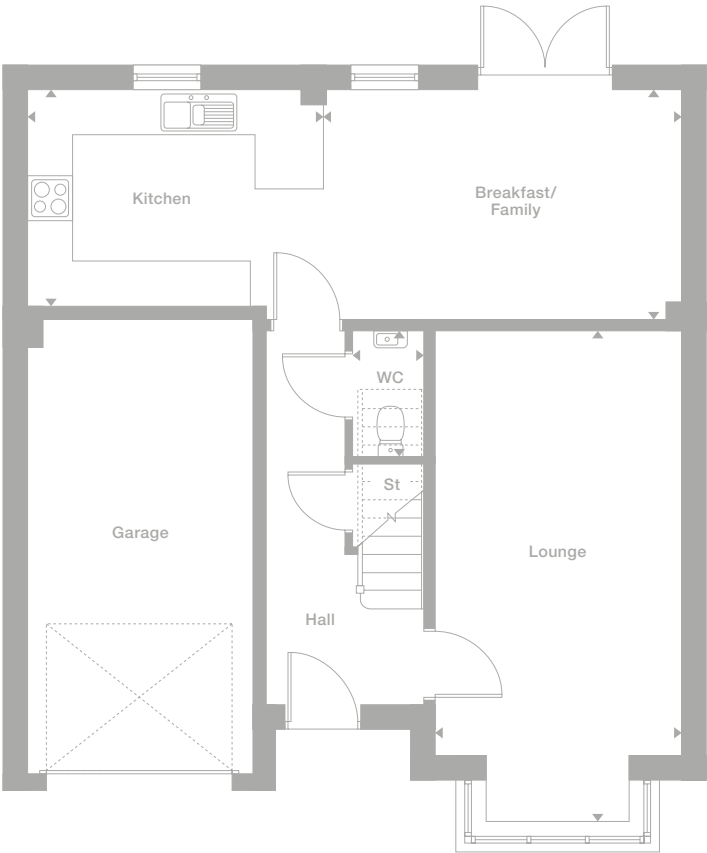 Kitchen
Breakfast/
Family
WC
St
Garage
Lounge
Hall